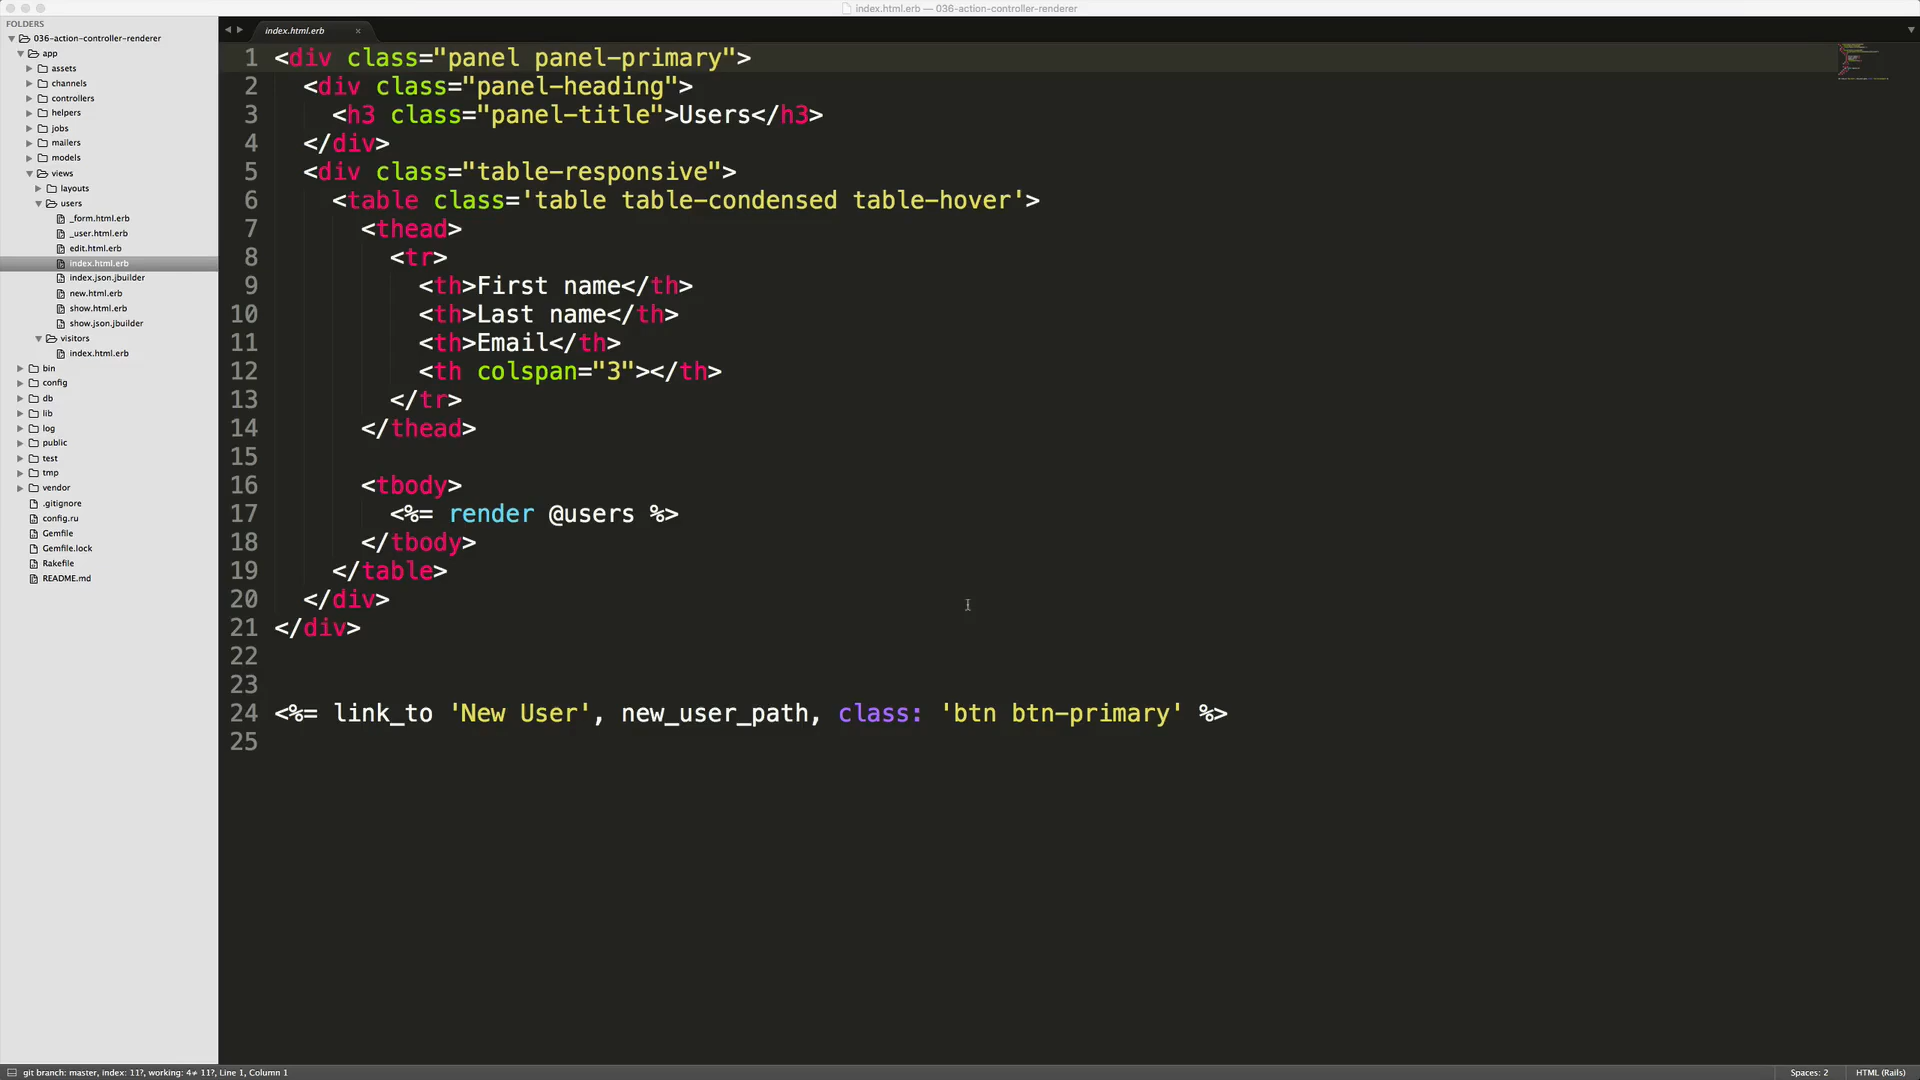 index.html.erb — 036-action-controller-renderer
FOLDERS
036-action-controller-renderer
app
assets
channels
controllers
helpers
jobs
mailers
models
views
layouts
users
_form.html.erb
_user.html.erb
edit.html.erb
index.html.erb
index.json.jbuilder
new.html.erb
show.html.erb
show.json.jbuilder
visitors
index.html.erb
bin
config
db
lib
log
public
test
tmp
vendor
.gitignore
config.ru
Gemfile
Gemfile.lock
Rakefile
README.md
index.html.erb
1 <div class="panel panel-primary">
2 <div class="panel-heading">
3 <h3 class="panel-title">Users</h3>
4 </div>
5 <div class="table-responsive">
6 <table class='table table-condensed table-hover'>
7 <thead>
8 <tr>
9 <th>First name</th>
10 <th>Last name</th>
11 <th>Email</th>
12 <th colspan="3"></th>
13 </tr>
14 </thead>
15
16 <tbody>
17 <%= render @users %>
18 </tbody>
19 </table>
20 </div>
21 </div>
22
23
24 <%= link_to 'New User', new_user_path, class: 'btn btn-primary' %>
25
git branch: master, index: 11?, working: 4≠ 11?, Line 1, Column 1
Spaces: 2
HTML (Rails)